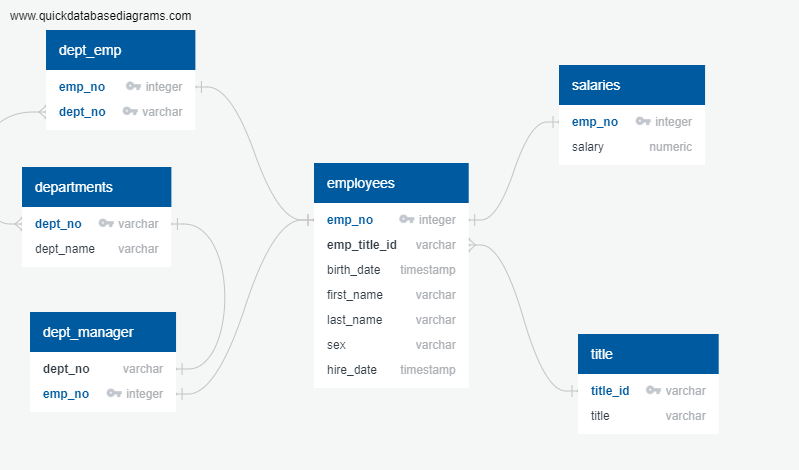 www.quickdatabasediagrams.com
dept_emp
emp_no integer
dept_no varchar
departments
dept_no varchar
dept_name varchar
dept_manager
dept_no varchar
emp_no integer
employees
emp_no integer
emp_title_id varchar
birth_date timestamp
first_name varchar
last_name varchar
sex varchar
hire_date timestamp
salaries
emp_no integer
salary numeric
title
title_id varchar
title varchar